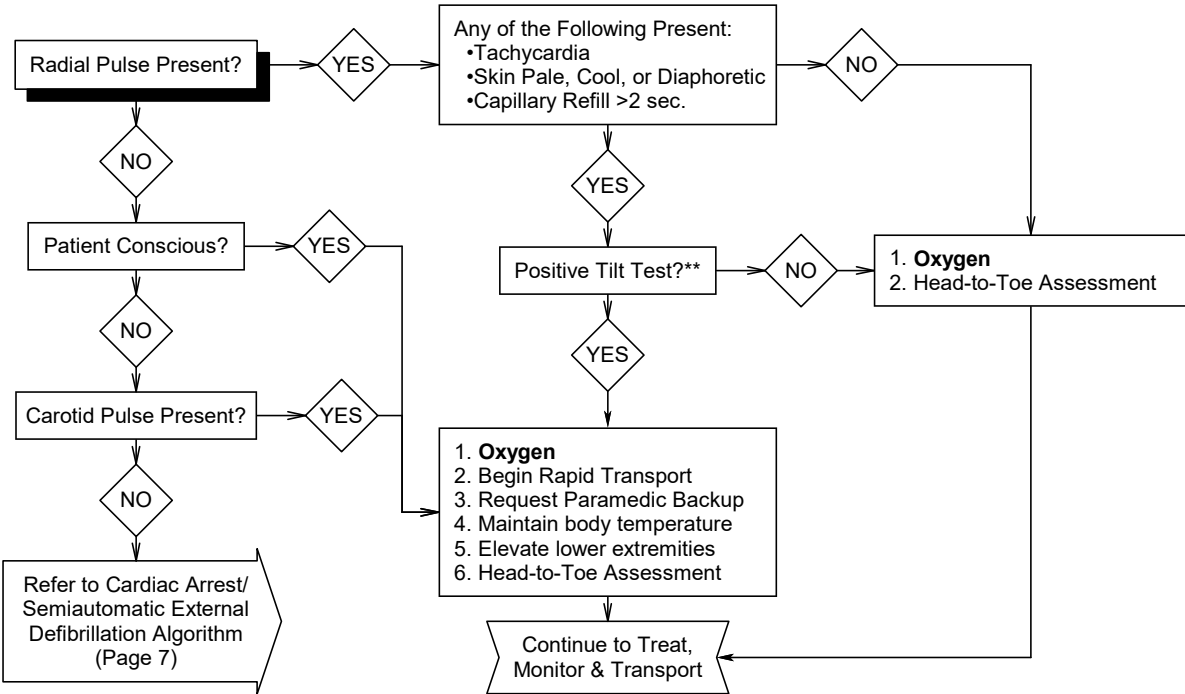 Radial Pulse Present?
YES
Any of the Following Present:
•Tachycardia
•Skin Pale, Cool, or Diaphoretic
•Capillary Refill >2 sec.
NO
NO
YES
Patient Conscious?
YES
Positive Tilt Test?**
NO
1. Oxygen
2. Head-to-Toe Assessment
NO
YES
Carotid Pulse Present?
YES
1. Oxygen
2. Begin Rapid Transport
3. Request Paramedic Backup
4. Maintain body temperature
5. Elevate lower extremities
6. Head-to-Toe Assessment
NO
Refer to Cardiac Arrest/
Semiautomatic External
Defibrillation Algorithm
(Page 7)
Continue to Treat,
Monitor & Transport